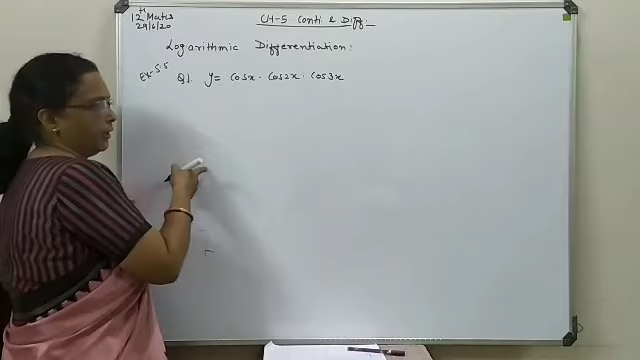 12th Maths CH-5 Conti. & Diff:
29/6/20
Logarithmic Differentiation:
Ex-5.5 Q1. y = cosx · cos2x · cos3x